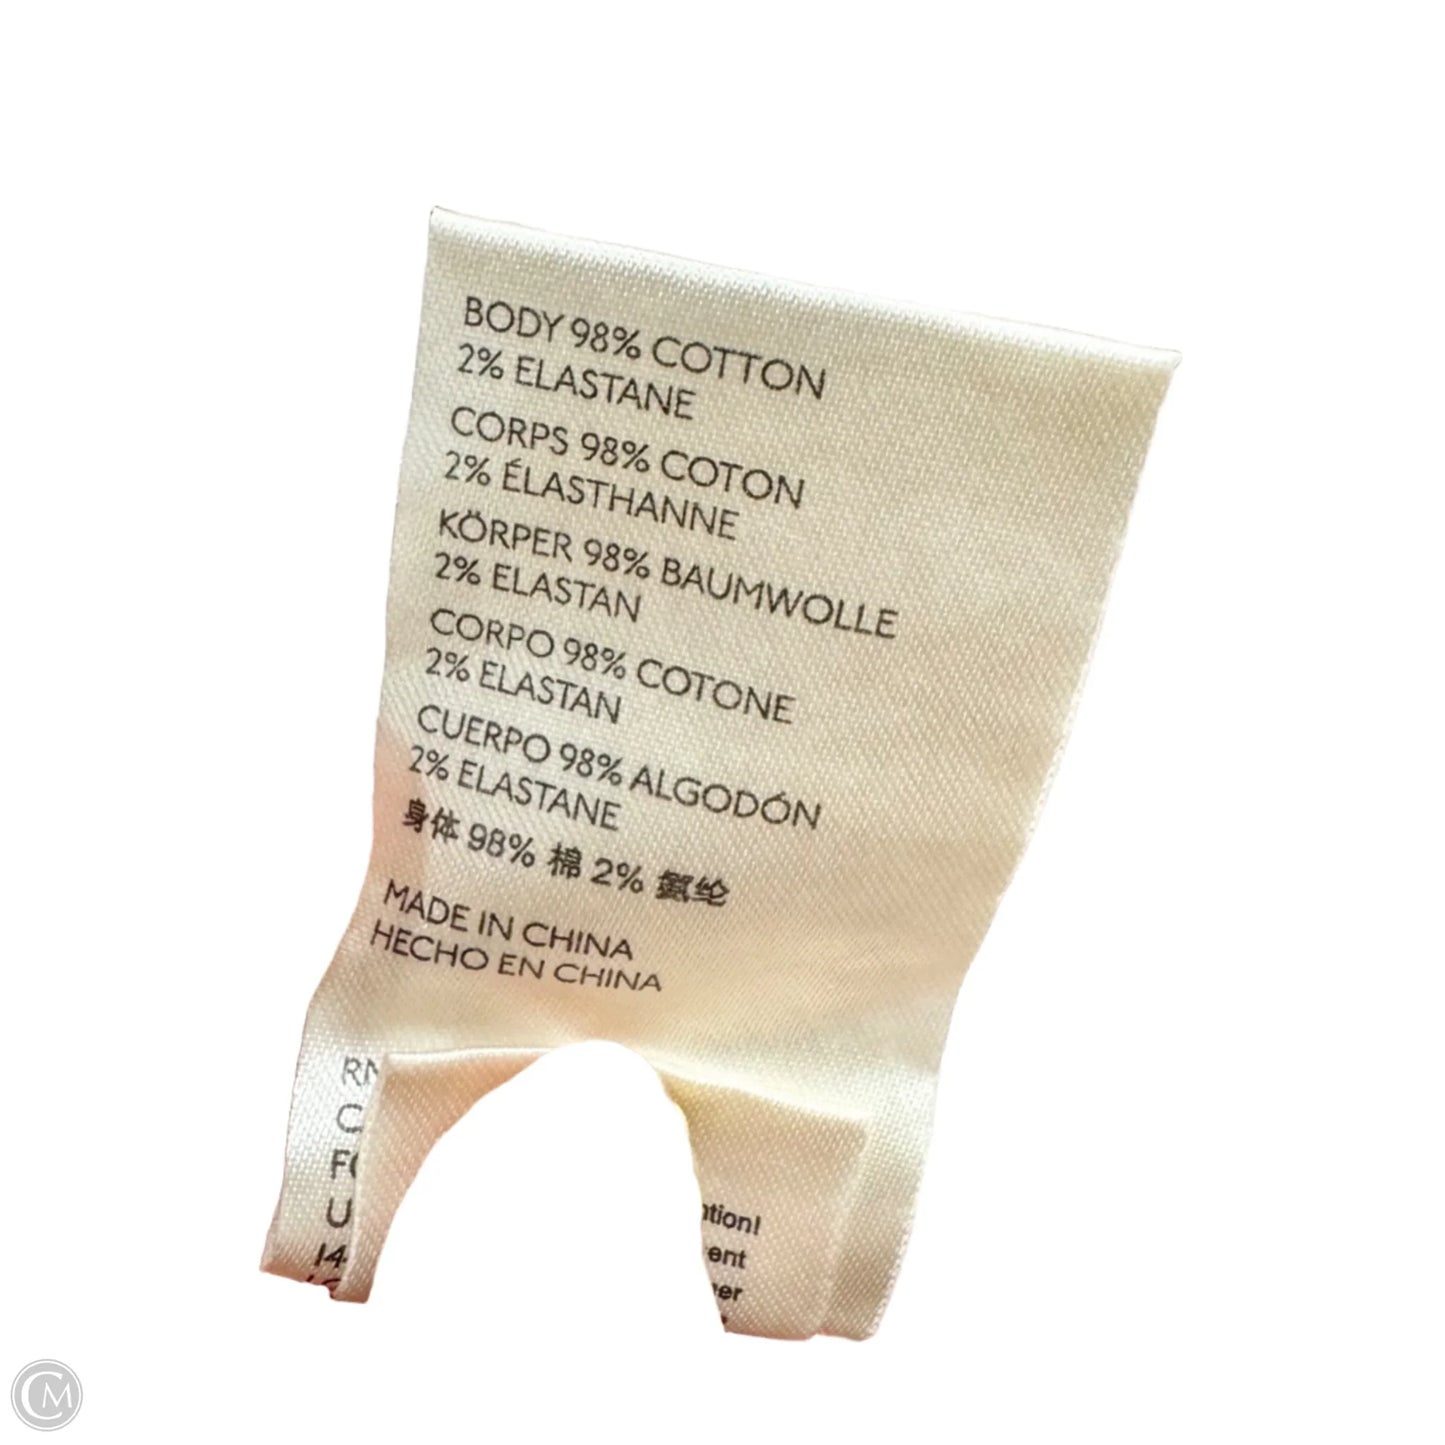 BODY 98% COTTON
2% ELASTANE
CORPS 98% COTON
2% ÉLASTHANNE
KÖRPER 98% BAUMWOLLE
2% ELASTAN
CORPO 98% COTONE
2% ELASTAN
CUERPO 98% ALGODÓN
2% ELASTANE
身体 98% 棉 2% 氨纶
MADE IN CHINA
HECHO EN CHINA
CM